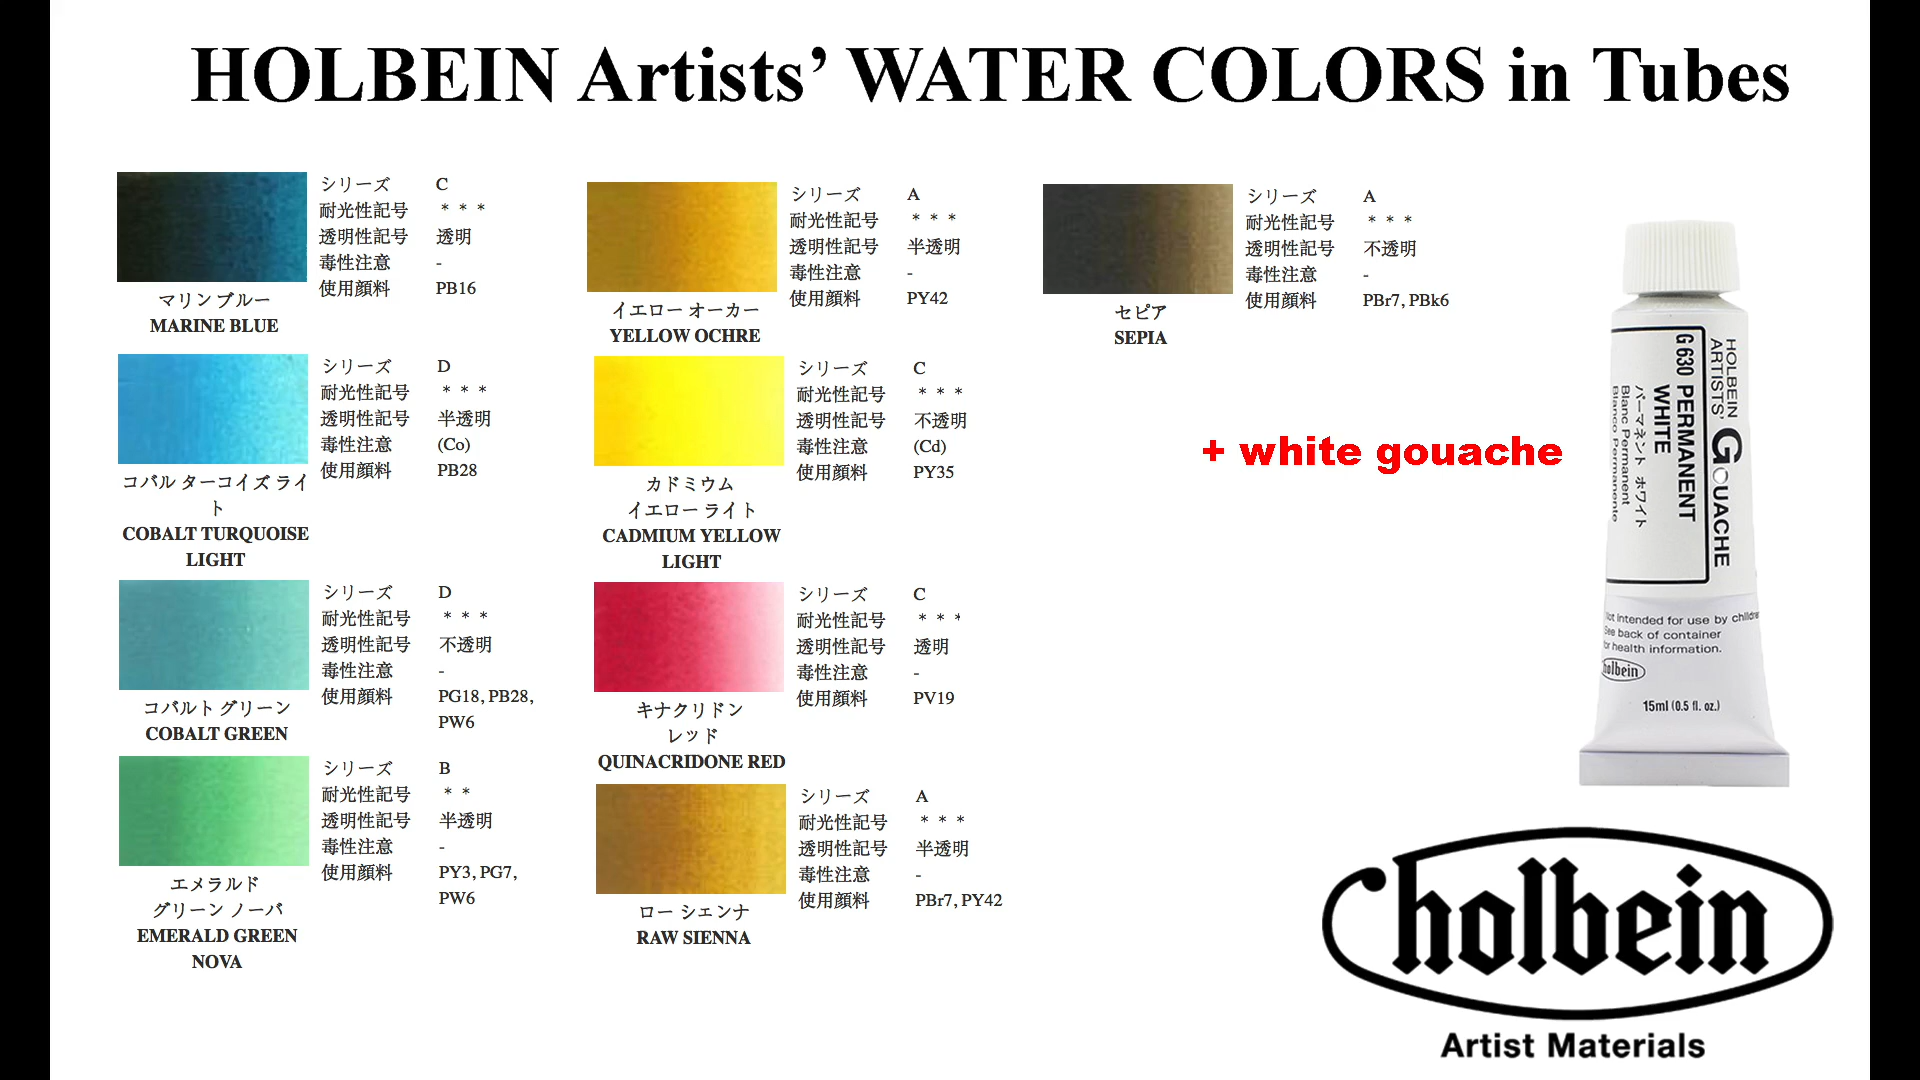 HOLBEIN Artists’ WATER COLORS in Tubes
シリーズ C
耐光性記号 * * *
透明性記号 透明
毒性注意 -
使用顔料 PB16
マリン ブルー
MARINE BLUE
シリーズ D
耐光性記号 * * *
透明性記号 半透明
毒性注意 (Co)
使用顔料 PB28
コバル ターコイズ ライ
ト
COBALT TURQUOISE
LIGHT
シリーズ D
耐光性記号 * * *
透明性記号 不透明
毒性注意 -
使用顔料 PG18, PB28,
PW6
コバルト グリーン
COBALT GREEN
シリーズ B
耐光性記号 * *
透明性記号 半透明
毒性注意 -
使用顔料 PY3, PG7,
PW6
エメラルド
グリーン ノーバ
EMERALD GREEN
NOVA
シリーズ A
耐光性記号 * * *
透明性記号 半透明
毒性注意 -
使用顔料 PY42
イエロー オーカー
YELLOW OCHRE
シリーズ C
耐光性記号 * * *
透明性記号 不透明
毒性注意 (Cd)
使用顔料 PY35
カドミウム
イエロー ライト
CADMIUM YELLOW
LIGHT
シリーズ C
耐光性記号 * * *
透明性記号 透明
毒性注意 -
使用顔料 PV19
キナクリドン
レッド
QUINACRIDONE RED
シリーズ A
耐光性記号 * * *
透明性記号 半透明
毒性注意 -
使用顔料 PBr7, PY42
ロー シェンナ
RAW SIENNA
シリーズ A
耐光性記号 * * *
透明性記号 不透明
毒性注意 -
使用顔料 PBr7, PBk6
セピア
SEPIA
+ white gouache
HOLBEIN
ARTISTS’ GOUACHE
G 630 PERMANENT
WHITE
パーマネント ホワイト
Blanc Permanent
Blanco Permanente
Not intended for use by children
See back of container
for health information.
holbein
15ml (0.5 fl. oz.)
holbein
Artist Materials